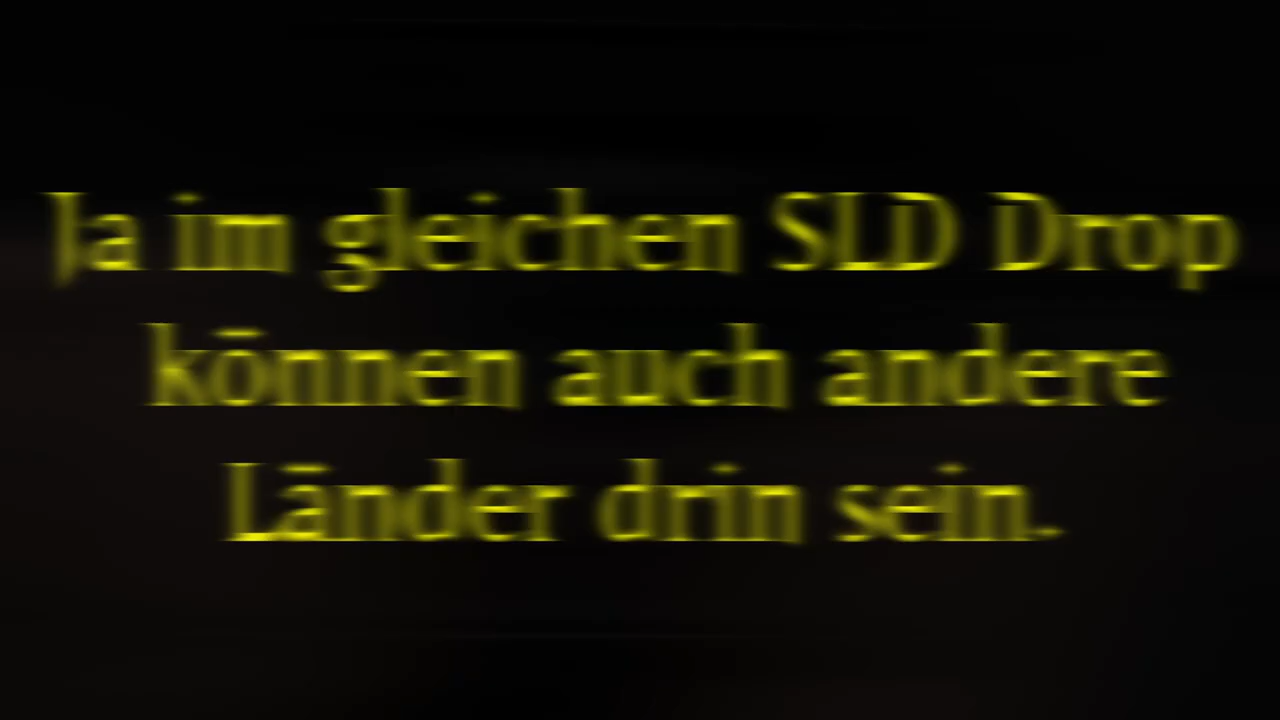 Ja im gleichen SLD Drop
können auch andere
Länder drin sein.